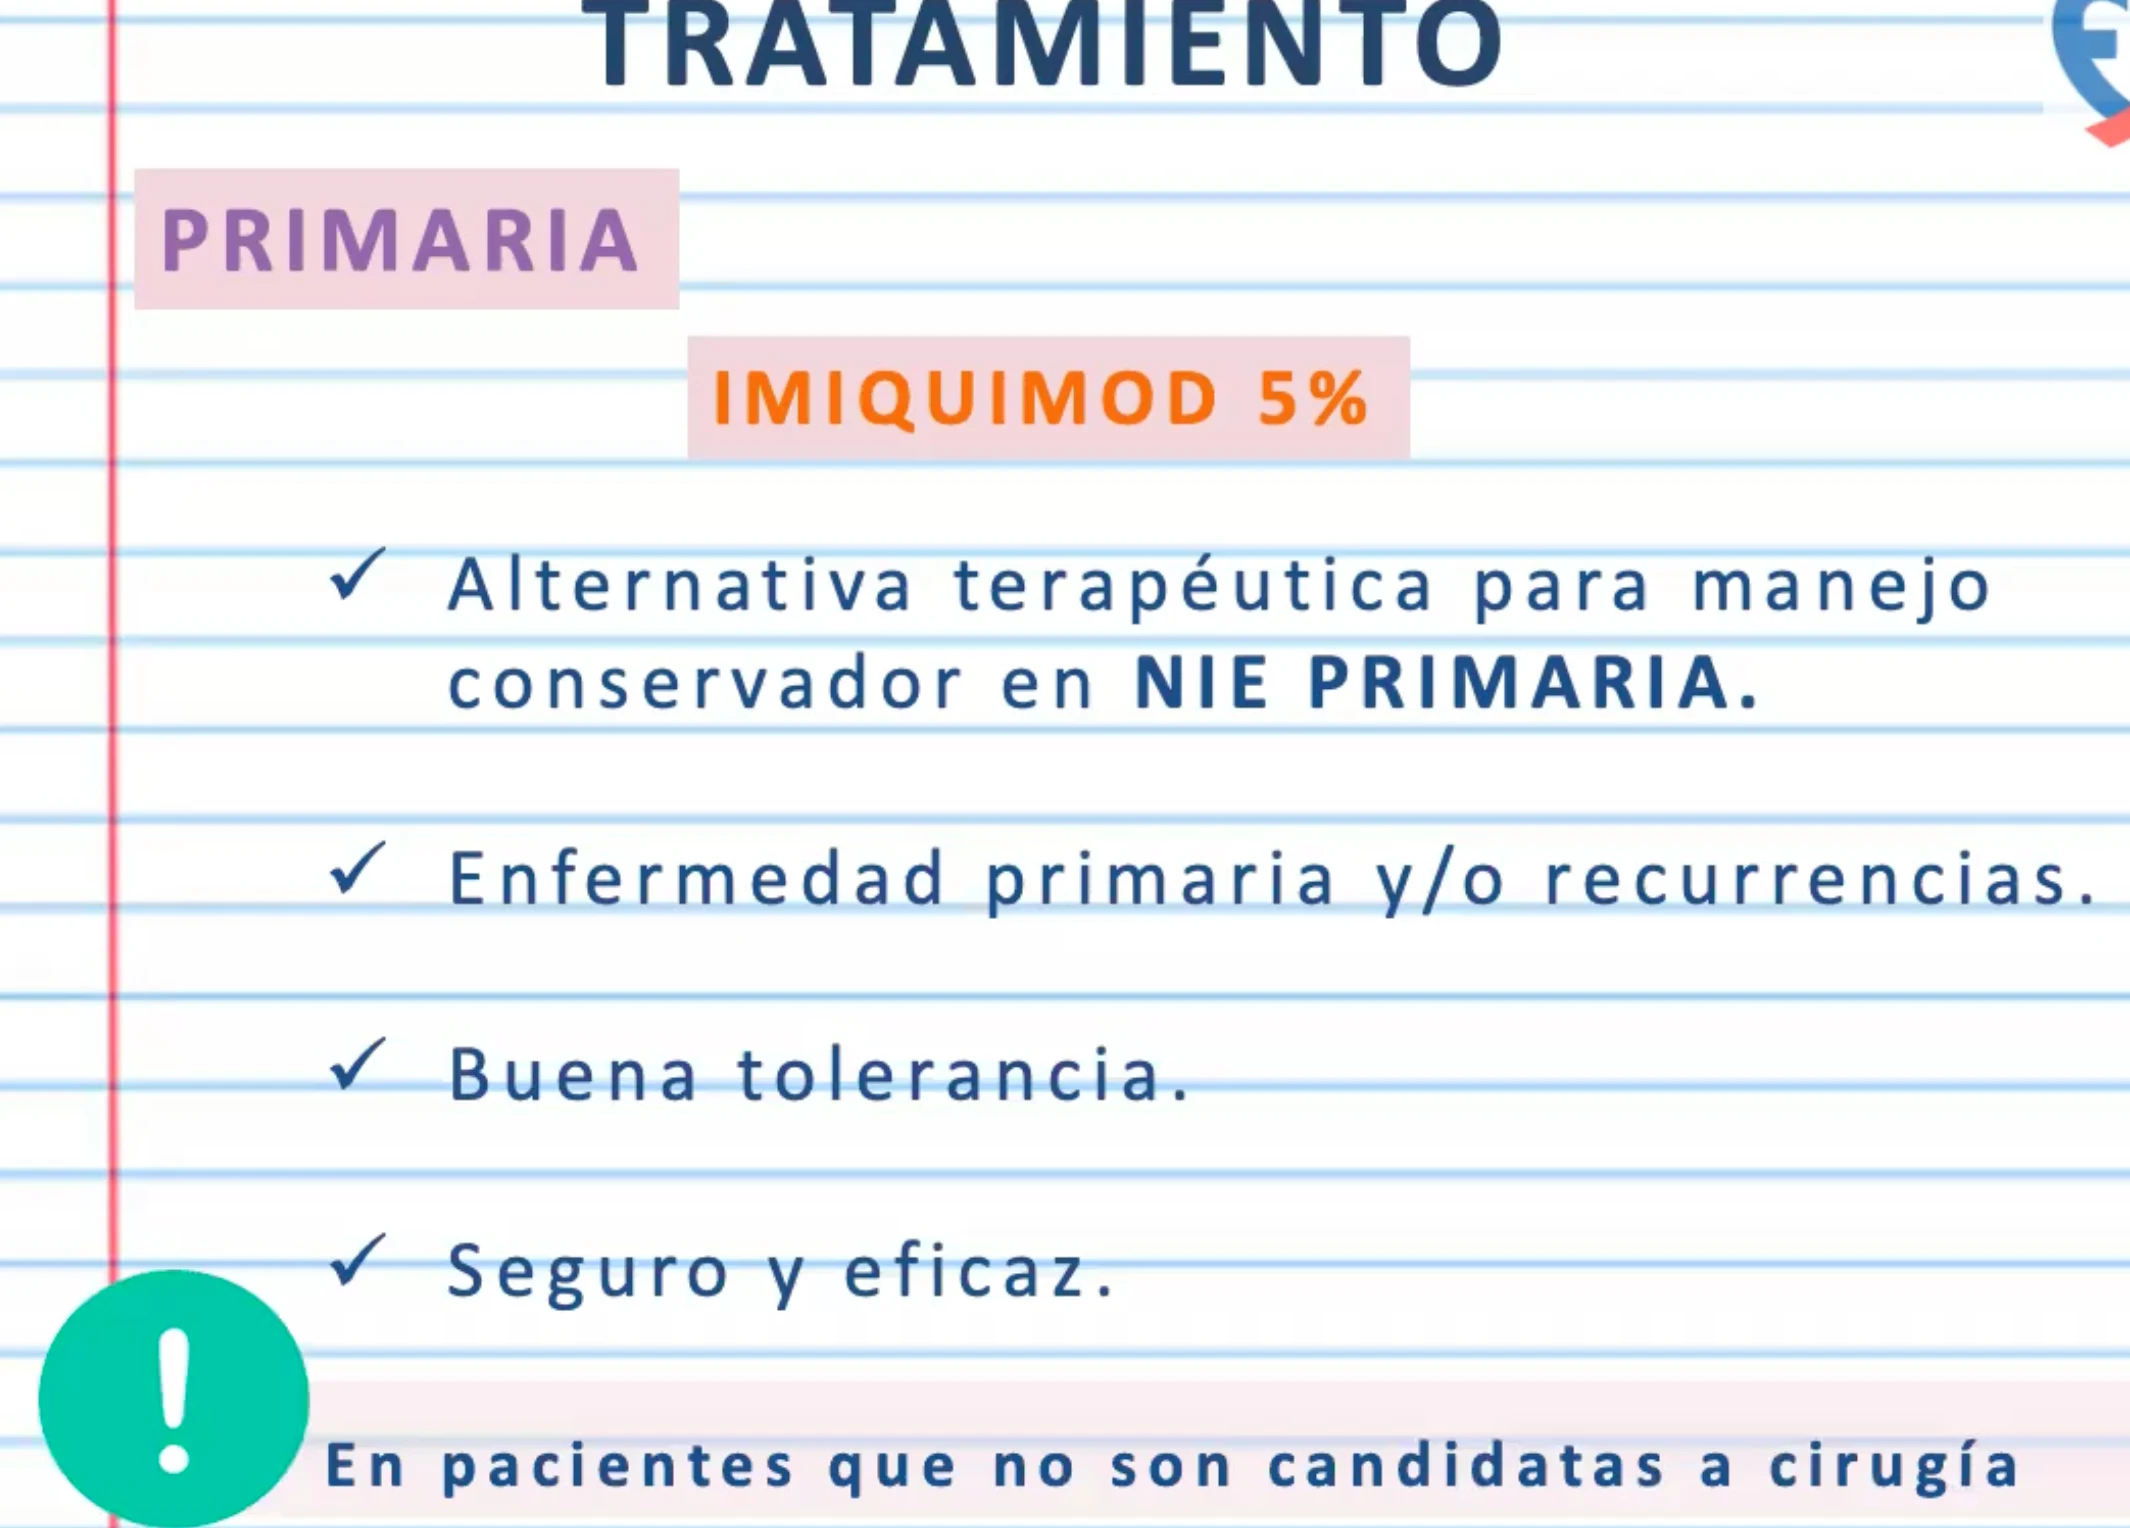 TRATAMIENTO
PRIMARIA
IMIQUIMOD 5%
✓ Alternativa terapéutica para manejo
conservador en NIE PRIMARIA.
✓ Enfermedad primaria y/o recurrencias.
✓ Buena tolerancia.
✓ Seguro y eficaz.
!
En pacientes que no son candidatas a cirugía